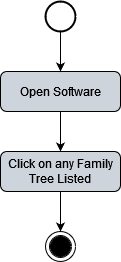 Open Software
Click on any Family
Tree Listed